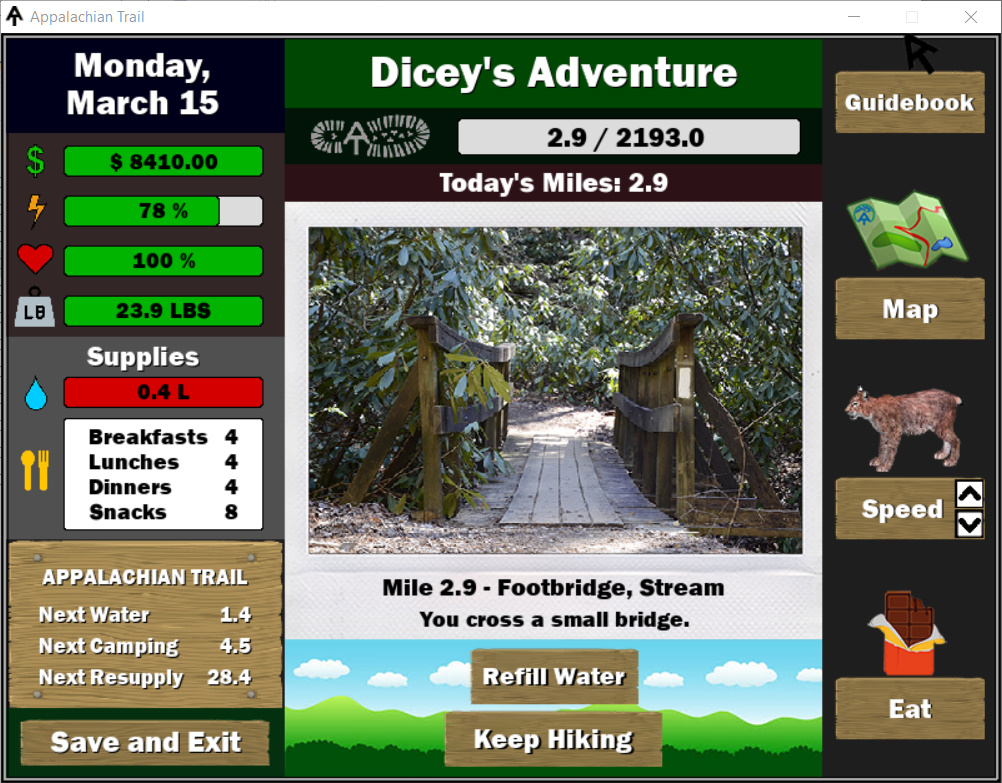 Appalachian Trail
Monday,
March 15
$ 8410.00
78 %
100 %
LB
23.9 LBS
Supplies
0.4 L
Breakfasts 4
Lunches 4
Dinners 4
Snacks 8
APPALACHIAN TRAIL
Next Water 1.4
Next Camping 4.5
Next Resupply 28.4
Save and Exit
Dicey's Adventure
2.9 / 2193.0
Today's Miles: 2.9
Mile 2.9 - Footbridge, Stream
You cross a small bridge.
Refill Water
Keep Hiking
Guidebook
Map
Speed
Eat